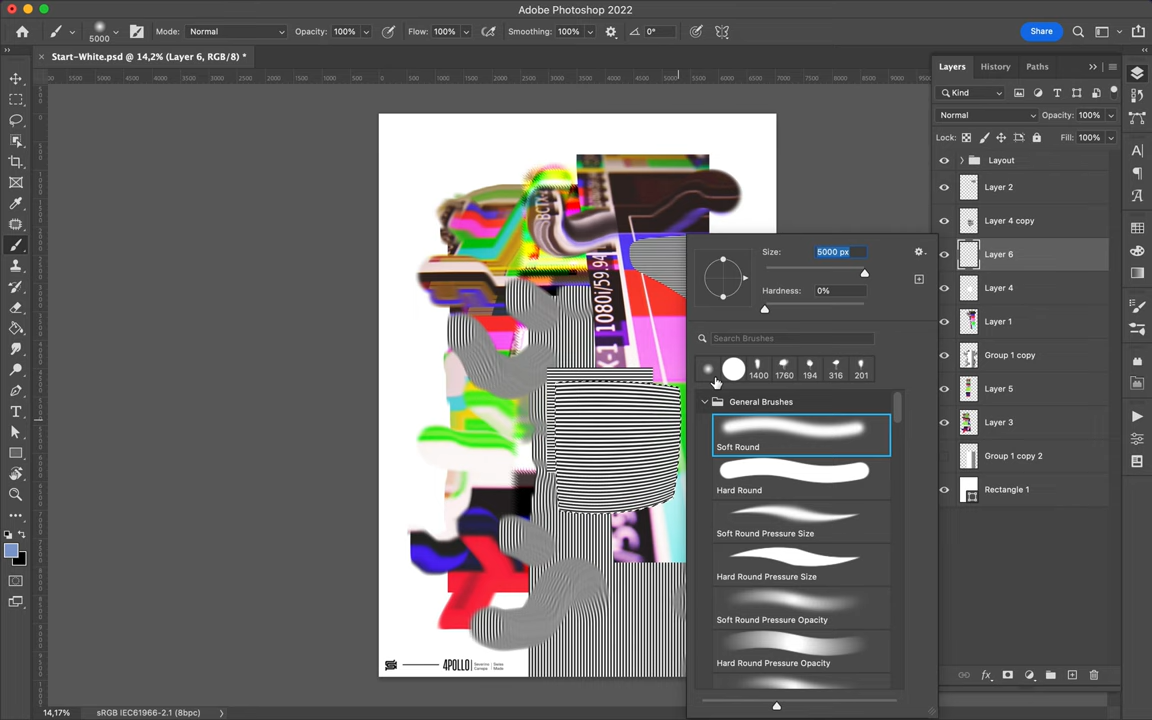 Adobe Photoshop 2022
5000
Mode: Normal
Opacity: 100%
Flow: 100%
Smoothing: 100%
0°
Share
Start-White.psd @ 14,2% (Layer 6, RGB/8) *
Layers
History
Paths
Kind
Normal
Opacity: 100%
Lock:
Fill: 100%
Layout
Layer 2
Layer 4 copy
Layer 6
Layer 4
Layer 1
Group 1 copy
Layer 5
Layer 3
Group 1 copy 2
Rectangle 1
Size: 5000 px
Hardness: 0%
Search Brushes
1400 1760 194 316 201
General Brushes
Soft Round
Hard Round
Soft Round Pressure Size
Hard Round Pressure Size
Soft Round Pressure Opacity
Hard Round Pressure Opacity
1080i/59.94
4POLLO
14,17%
sRGB IEC61966-2.1 (8bpc)